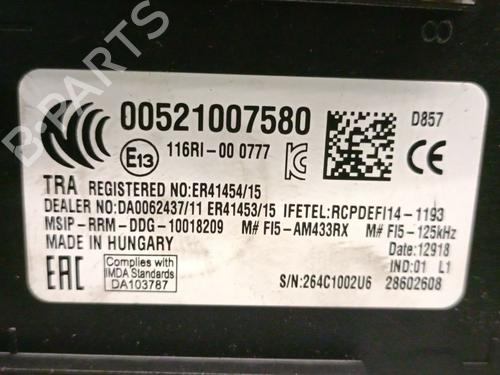 B-PARTS
8
00521007580
D857
E13
116RI-00 0777
CE
TRA REGISTERED NO:ER41454/15
DEALER NO:DA0062437/11 ER41453/15 IFETEL:RCPDEFI14-1193
MSIP-RRM-DDG-10018209 M# FI5-AM433RX M# FI5-125kHz
MADE IN HUNGARY
Date:12918
EAC
Complies with
IMDA Standards
DA103787
IND:01 L1
S/N:264C1002U6 28602608